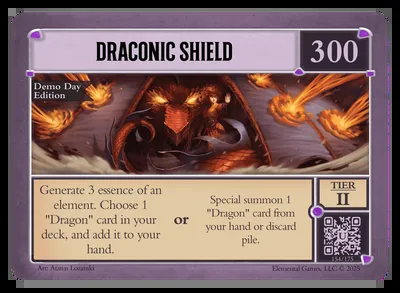 DRACONIC SHIELD
300
Demo Day
Edition
Generate 3 essence of an
element. Choose 1
"Dragon" card in your
deck, and add it to your
hand.
or
Special summon 1
"Dragon" card from
your hand or discard
pile.
TIER
II
154/175
Art: Atanas Lozanski
Elemental Games, LLC © 2025